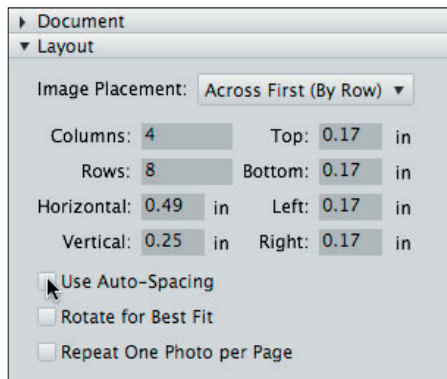 Document
Layout
Image Placement: Across First (By Row)
Columns: 4 Top: 0.17 in
Rows: 8 Bottom: 0.17 in
Horizontal: 0.49 in Left: 0.17 in
Vertical: 0.25 in Right: 0.17 in
Use Auto-Spacing
Rotate for Best Fit
Repeat One Photo per Page